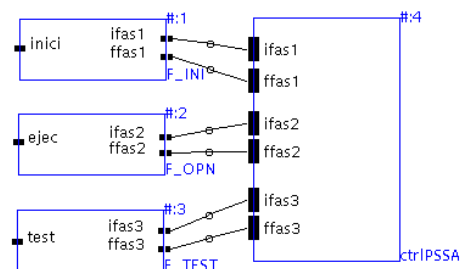 #:1
#:4
inici
ifas1
ffas1
F_INI
ifas1
ffas1
#:2
ejec
ifas2
ffas2
F_OPN
ifas2
ffas2
#:3
test
ifas3
ffas3
F_TEST
ifas3
ffas3
ctrlPSSA